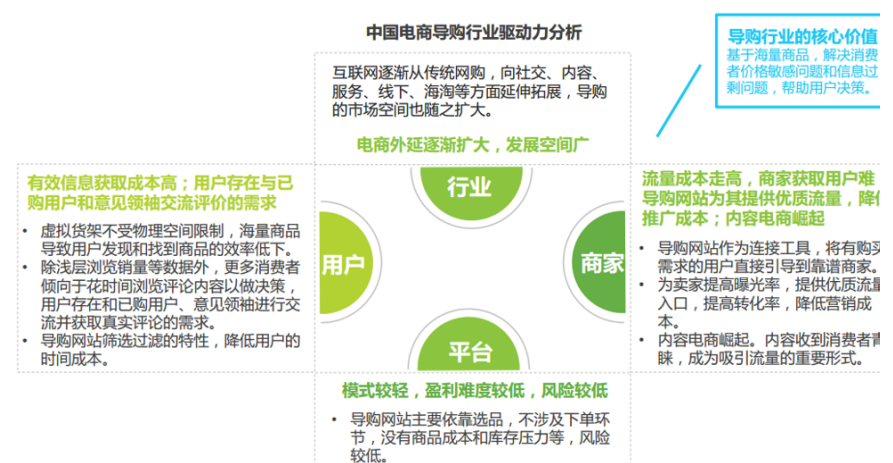 中国电商导购行业驱动力分析
导购行业的核心价值
基于海量商品，解决消费
者价格敏感问题和信息过
剩问题，帮助用户决策。
互联网逐渐从传统网购，向社交、内容、
服务、线下、海淘等方面延伸拓展，导购
的市场空间也随之扩大。
电商外延逐渐扩大，发展空间广
行业
有效信息获取成本高；用户存在与已
购用户和意见领袖交流评价的需求
• 虚拟货架不受物理空间限制，海量商品
导致用户发现和找到商品的效率低下。
• 除浅层浏览销量等数据外，更多消费者
倾向于花时间浏览评论内容以做决策，
用户存在和已购用户、意见领袖进行交
流并获取真实评论的需求。
• 导购网站筛选过滤的特性，降低用户的
时间成本。
用户
商家
流量成本走高，商家获取用户难
导购网站为其提供优质流量，降低
推广成本；内容电商崛起
• 导购网站作为连接工具，将有购买
需求的用户直接引导到靠谱商家。
• 为卖家提高曝光率，提供优质流量
入口，提高转化率，降低营销成
本。
• 内容电商崛起。内容收到消费者青
睐，成为吸引流量的重要形式。
平台
模式较轻，盈利难度较低，风险较低
• 导购网站主要依靠选品，不涉及下单环
节，没有商品成本和库存压力等，风险
较低。